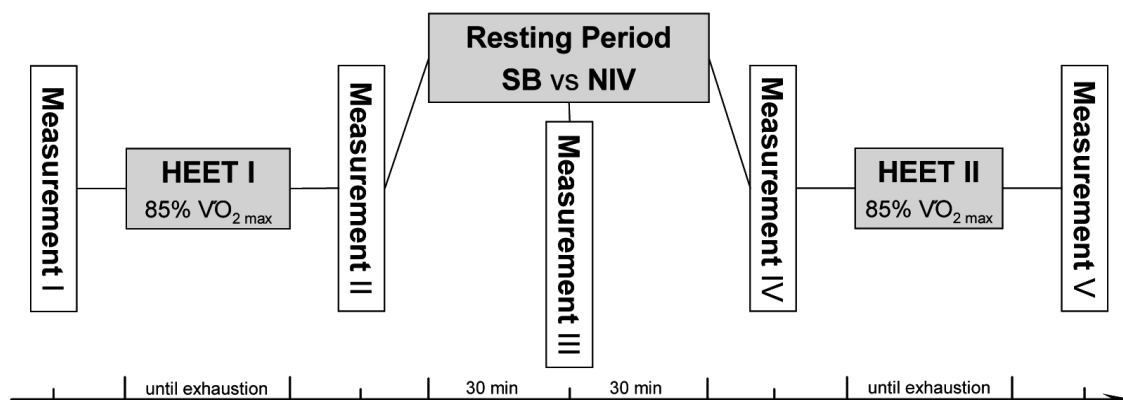 Resting Period
SB vs NIV
Measurement I
HEET I
85% V̇O2 max
Measurement II
Measurement III
Measurement IV
HEET II
85% V̇O2 max
Measurement V
until exhaustion
30 min
30 min
until exhaustion